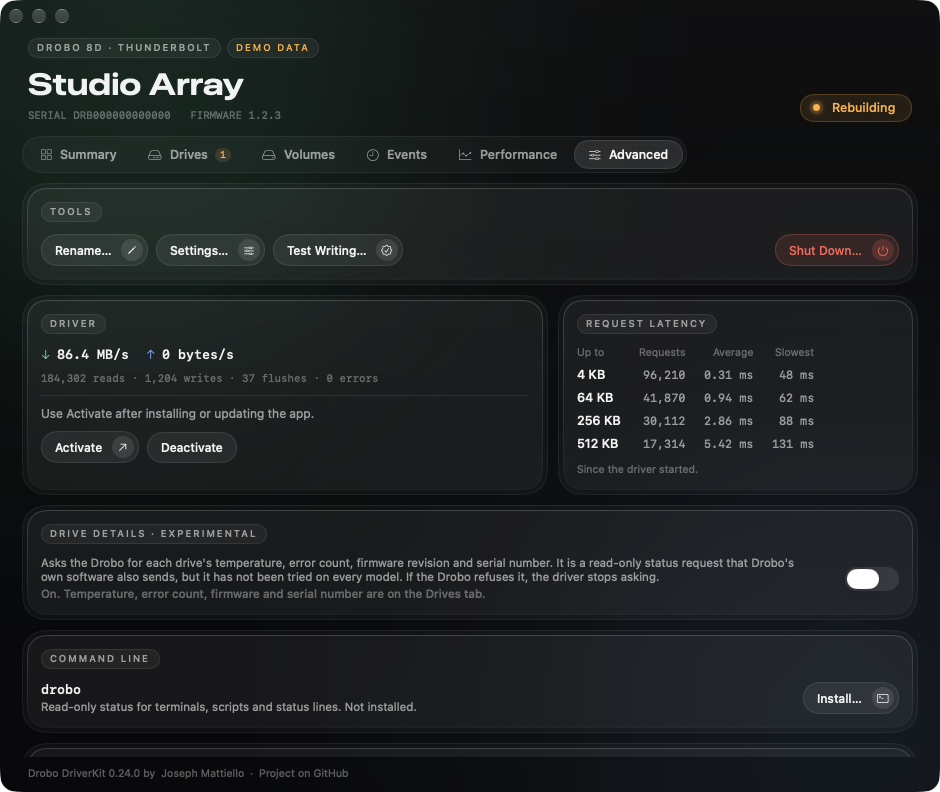 DROBO 8D · THUNDERBOLT DEMO DATA
Studio Array
SERIAL DRB000000000000 FIRMWARE 1.2.3
Rebuilding
Summary Drives 1 Volumes Events Performance Advanced
TOOLS
Rename... Settings... Test Writing... Shut Down...
DRIVER
↓ 86.4 MB/s ↑ 0 bytes/s
184,302 reads · 1,204 writes · 37 flushes · 0 errors
Use Activate after installing or updating the app.
Activate Deactivate
REQUEST LATENCY
Up to Requests Average Slowest
4 KB 96,210 0.31 ms 48 ms
64 KB 41,870 0.94 ms 62 ms
256 KB 30,112 2.86 ms 88 ms
512 KB 17,314 5.42 ms 131 ms
Since the driver started.
DRIVE DETAILS · EXPERIMENTAL
Asks the Drobo for each drive's temperature, error count, firmware revision and serial number. It is a read-only status request that Drobo's
own software also sends, but it has not been tried on every model. If the Drobo refuses it, the driver stops asking.
On. Temperature, error count, firmware and serial number are on the Drives tab.
COMMAND LINE
drobo
Read-only status for terminals, scripts and status lines. Not installed.
Install...
Drobo DriverKit 0.24.0 by Joseph Mattiello · Project on GitHub